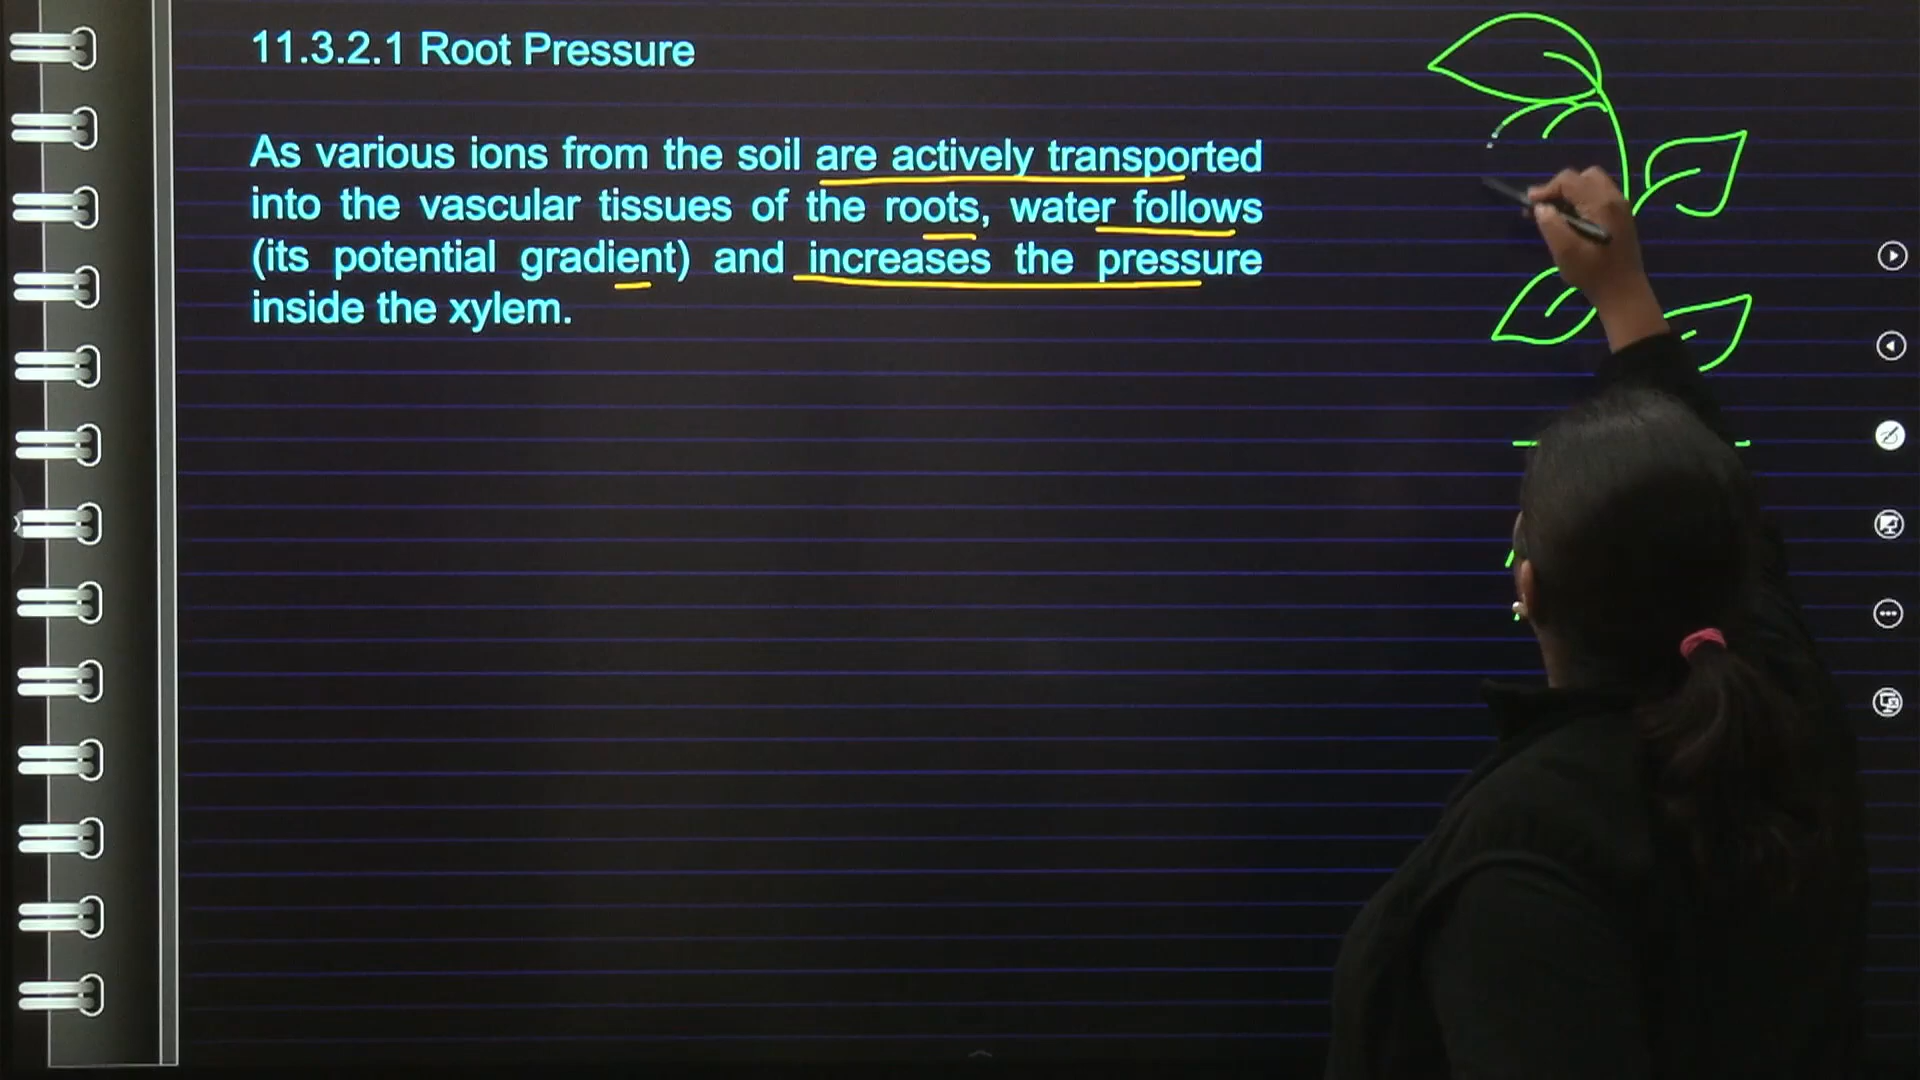 11.3.2.1 Root Pressure
As various ions from the soil are actively transported
into the vascular tissues of the roots, water follows
(its potential gradient) and increases the pressure
inside the xylem.